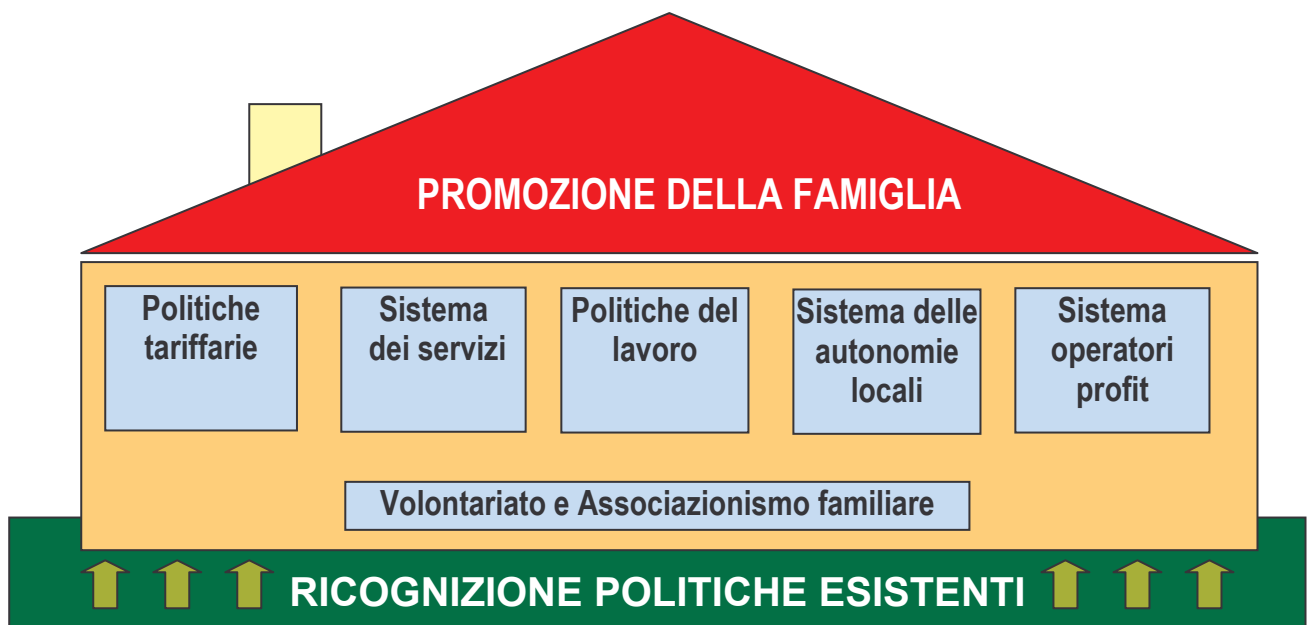 PROMOZIONE DELLA FAMIGLIA
Politiche
tariffarie
Sistema
dei servizi
Politiche del
lavoro
Sistema delle
autonomie
locali
Sistema
operatori
profit
Volontariato e Associazionismo familiare
RICOGNIZIONE POLITICHE ESISTENTI